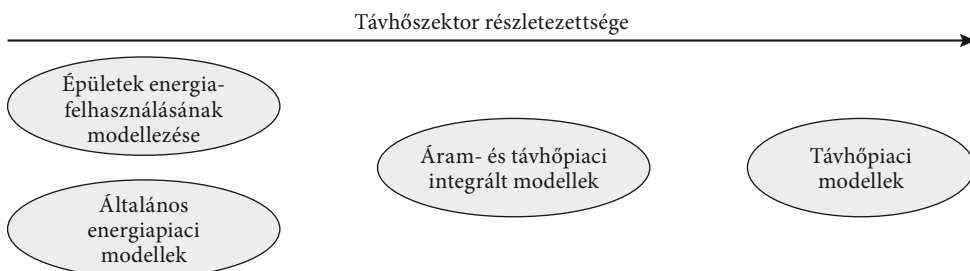 Távhőszektor részletezettsége
Épületek energia-
felhasználásának
modellezése
Általános
energiapiaci
modellek
Áram- és távhőpiaci
integrált modellek
Távhőpiaci
modellek